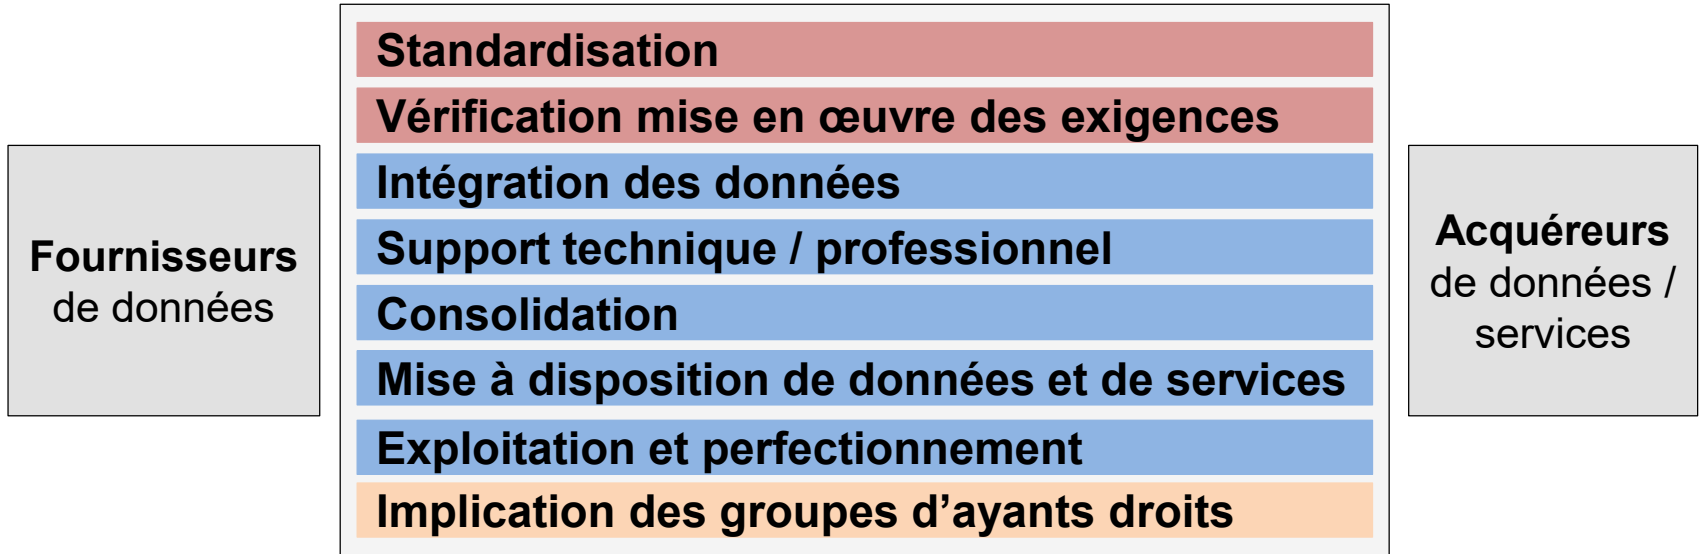 Fournisseurs
de données
Standardisation
Vérification mise en œuvre des exigences
Intégration des données
Support technique / professionnel
Consolidation
Mise à disposition de données et de services
Exploitation et perfectionnement
Implication des groupes d’ayants droits
Acquéreurs
de données /
services